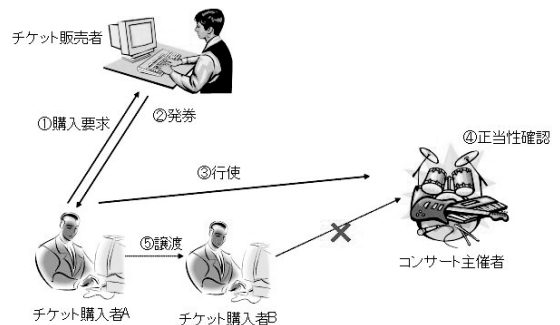 チケット販売者
①購入要求
②発券
④正当性確認
③行使
⑤譲渡
コンサート主催者
チケット購入者A
チケット購入者B